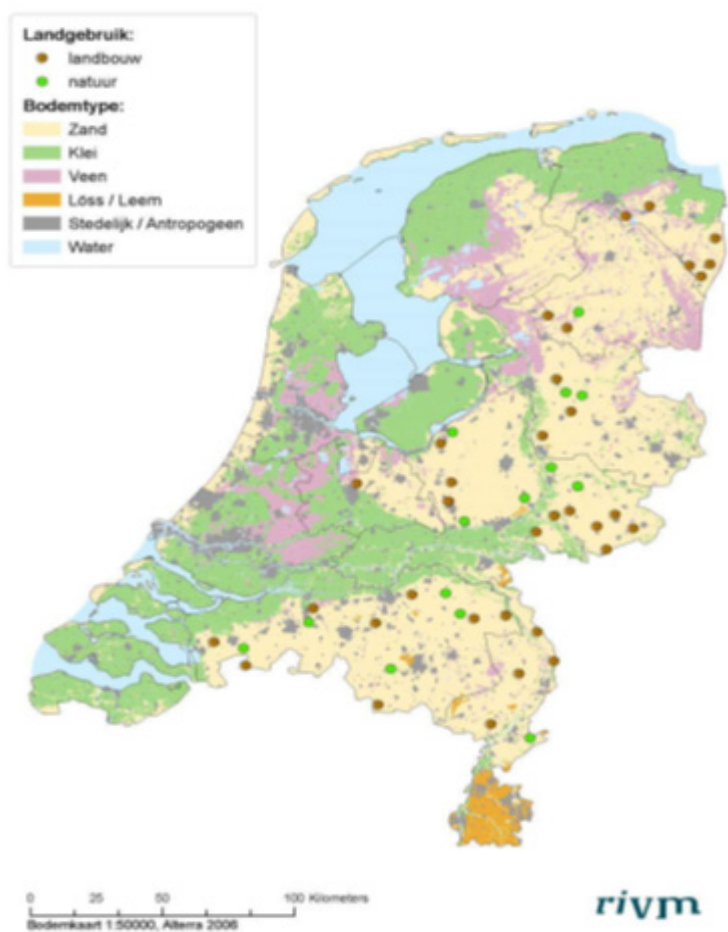 Landgebruik:
landbouw
natuur
Bodemtype:
Zand
Klei
Veen
Löss / Leem
Stedelijk / Antropogeen
Water
0 25 50 100 Kilometers
Bodemkaart 1:50000, Alterra 2006
rivm